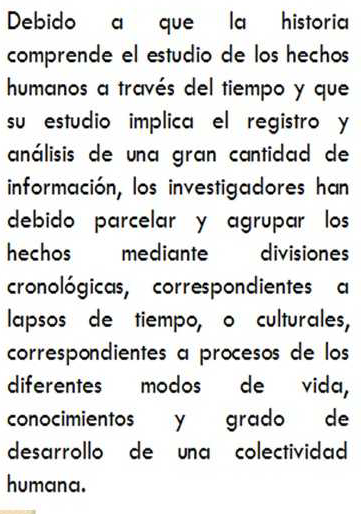 Debido a que la historia
comprende el estudio de los hechos
humanos a través del tiempo y que
su estudio implica el registro y
análisis de una gran cantidad de
información, los investigadores han
debido parcelar y agrupar los
hechos mediante divisiones
cronológicas, correspondientes a
lapsos de tiempo, o culturales,
correspondientes a procesos de los
diferentes modos de vida,
conocimientos y grado de
desarrollo de una colectividad
humana.